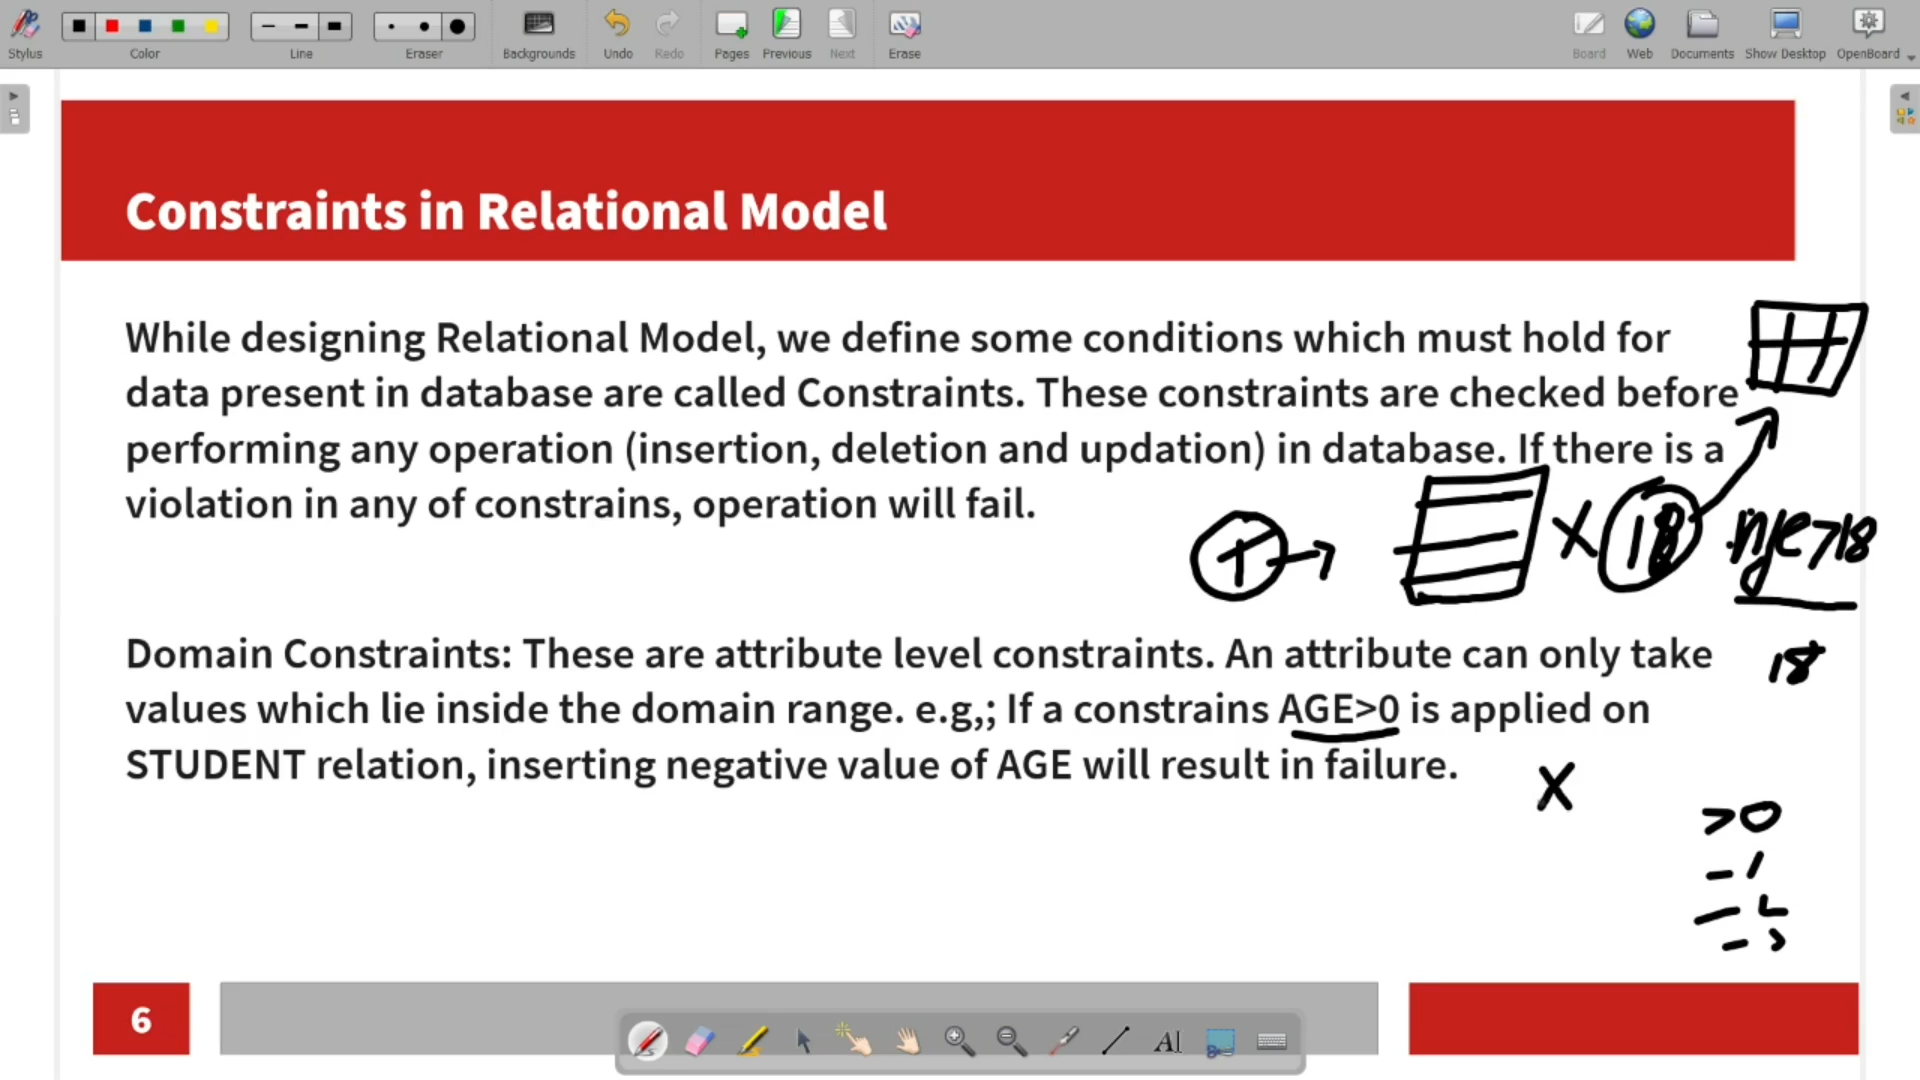 Stylus Color Line Eraser Backgrounds Undo Redo Pages Previous Next Erase Board Web Documents Show Desktop OpenBoard
Constraints in Relational Model
While designing Relational Model, we define some conditions which must hold for
data present in database are called Constraints. These constraints are checked before
performing any operation (insertion, deletion and updation) in database. If there is a
violation in any of constrains, operation will fail.
X 18 >18
Domain Constraints: These are attribute level constraints. An attribute can only take
18
values which lie inside the domain range. e.g,; If a constrains AGE>0 is applied on
STUDENT relation, inserting negative value of AGE will result in failure.
X
>0
-1
6